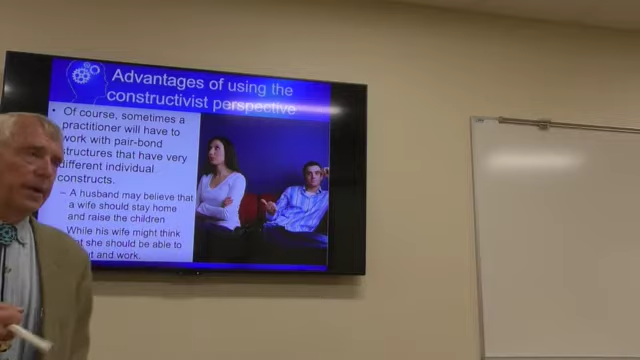 Advantages of using the
constructivist perspective
• Of course, sometimes a
practitioner will have to
work with pair-bond
structures that have very
different individual
constructs.
– A husband may believe that
a wife should stay home
and raise the children
While his wife might think
she should be able to
and work.